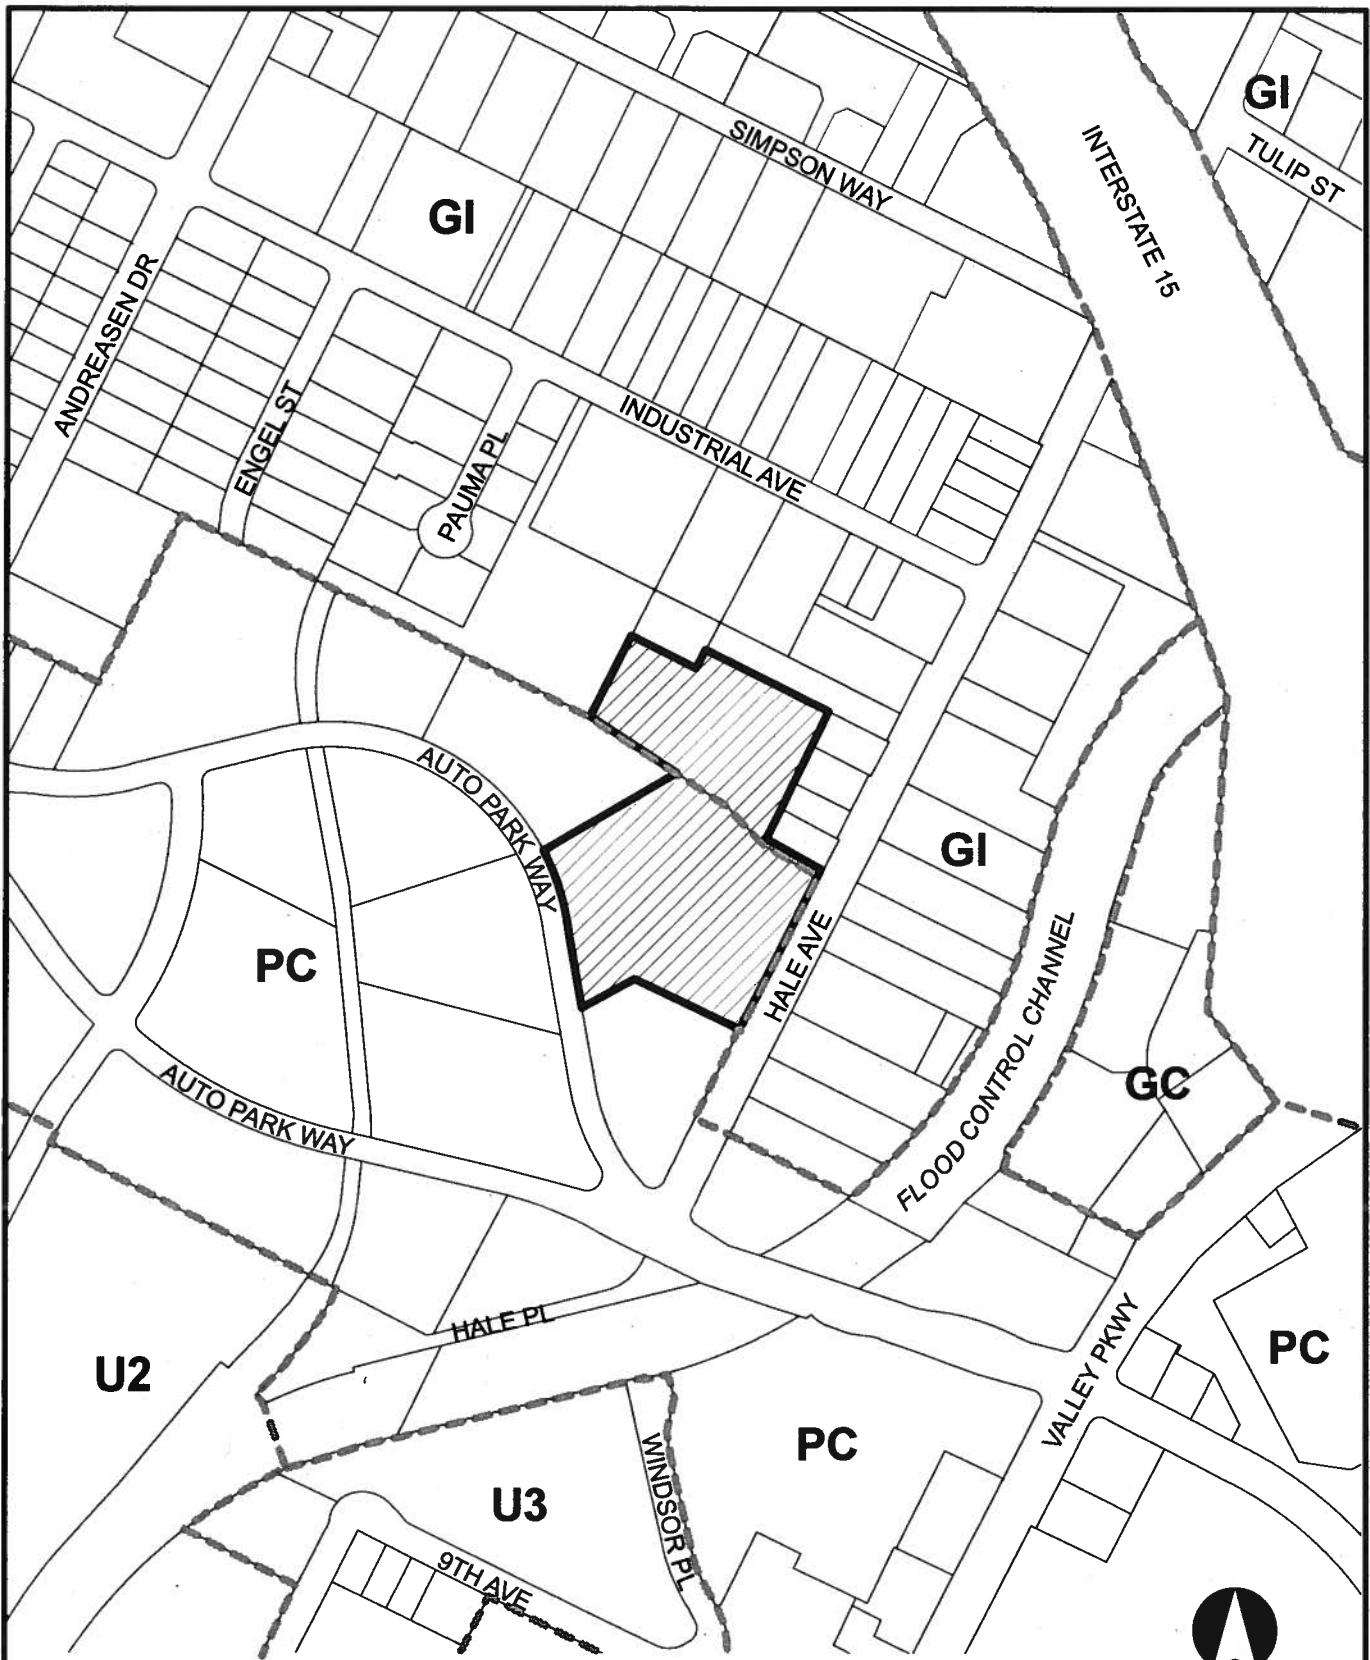 GI
SIMPSON WAY
INTERSTATE 15
TULIP ST
GI
ANDREASEN DR
ENGEL ST
PAUMA PL
INDUSTRIAL AVE
AUTO PARK WAY
GI
PC
HALE AVE
FLOOD CONTROL CHANNEL
GC
AUTO PARK WAY
HALE PL
U2
VALLEY PKWY
PC
PC
WINDSOR PL
U3
9TH AVE